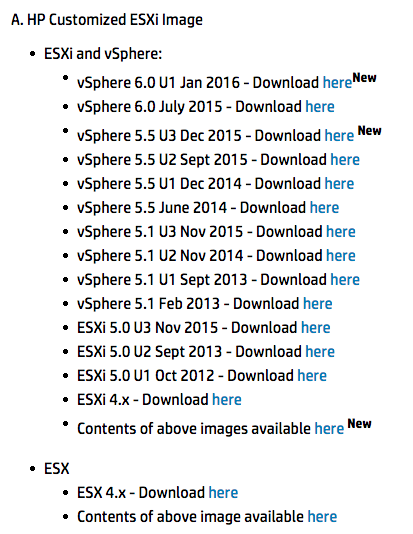 A. HP Customized ESXi Image
ESXi and vSphere:
vSphere 6.0 U1 Jan 2016 - Download here New
vSphere 6.0 July 2015 - Download here
vSphere 5.5 U3 Dec 2015 - Download here New
vSphere 5.5 U2 Sept 2015 - Download here
vSphere 5.5 U1 Dec 2014 - Download here
vSphere 5.5 June 2014 - Download here
vSphere 5.1 U3 Nov 2015 - Download here
vSphere 5.1 U2 Nov 2014 - Download here
vSphere 5.1 U1 Sept 2013 - Download here
vSphere 5.1 Feb 2013 - Download here
ESXi 5.0 U3 Nov 2015 - Download here
ESXi 5.0 U2 Sept 2013 - Download here
ESXi 5.0 U1 Oct 2012 - Download here
ESXi 4.x - Download here
Contents of above images available here New
ESX
ESX 4.x - Download here
Contents of above image available here